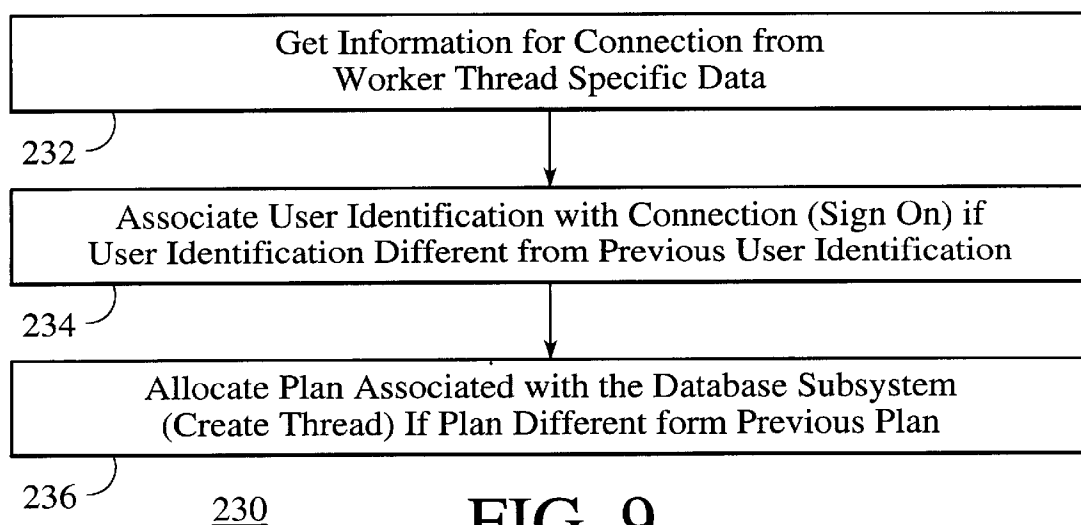 Get Information for Connection from
Worker Thread Specific Data
232
Associate User Identification with Connection (Sign On) if
User Identification Different from Previous User Identification
234
Allocate Plan Associated with the Database Subsystem
(Create Thread) If Plan Different form Previous Plan
236
230
FIG. 9